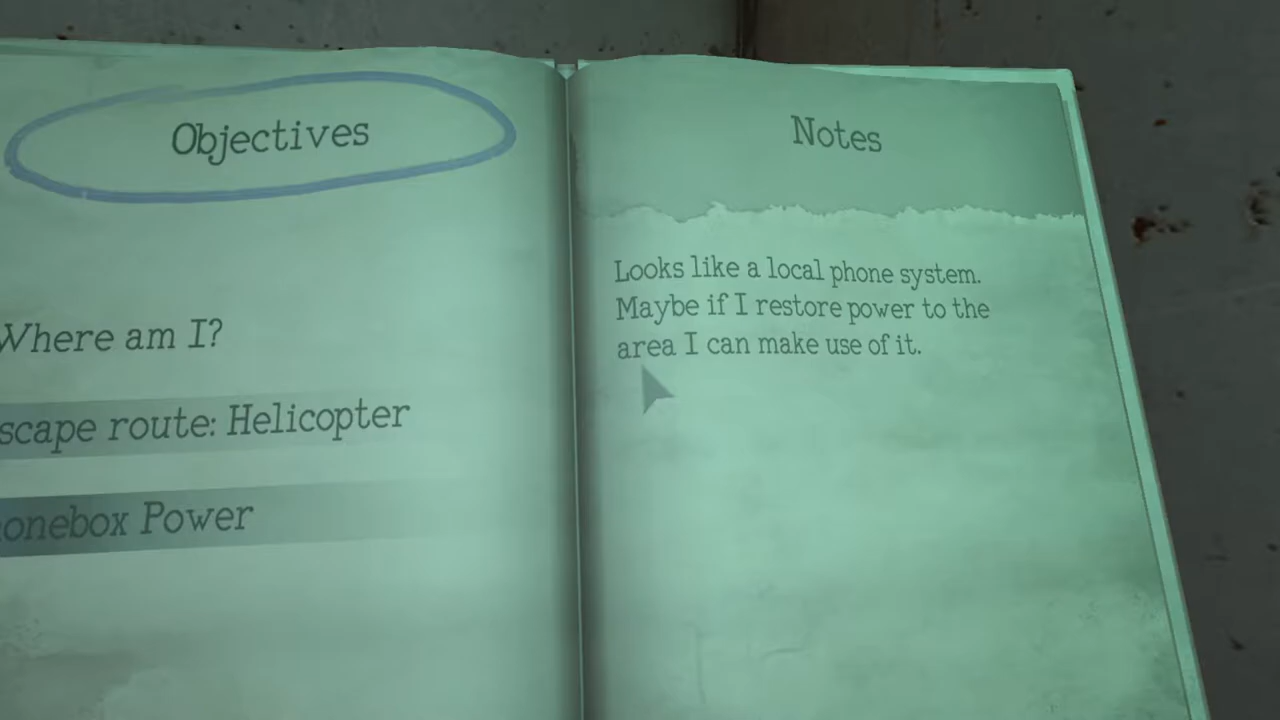 Objectives
Where am I?
scape route: Helicopter
onebox Power
Notes
Looks like a local phone system.
Maybe if I restore power to the
area I can make use of it.